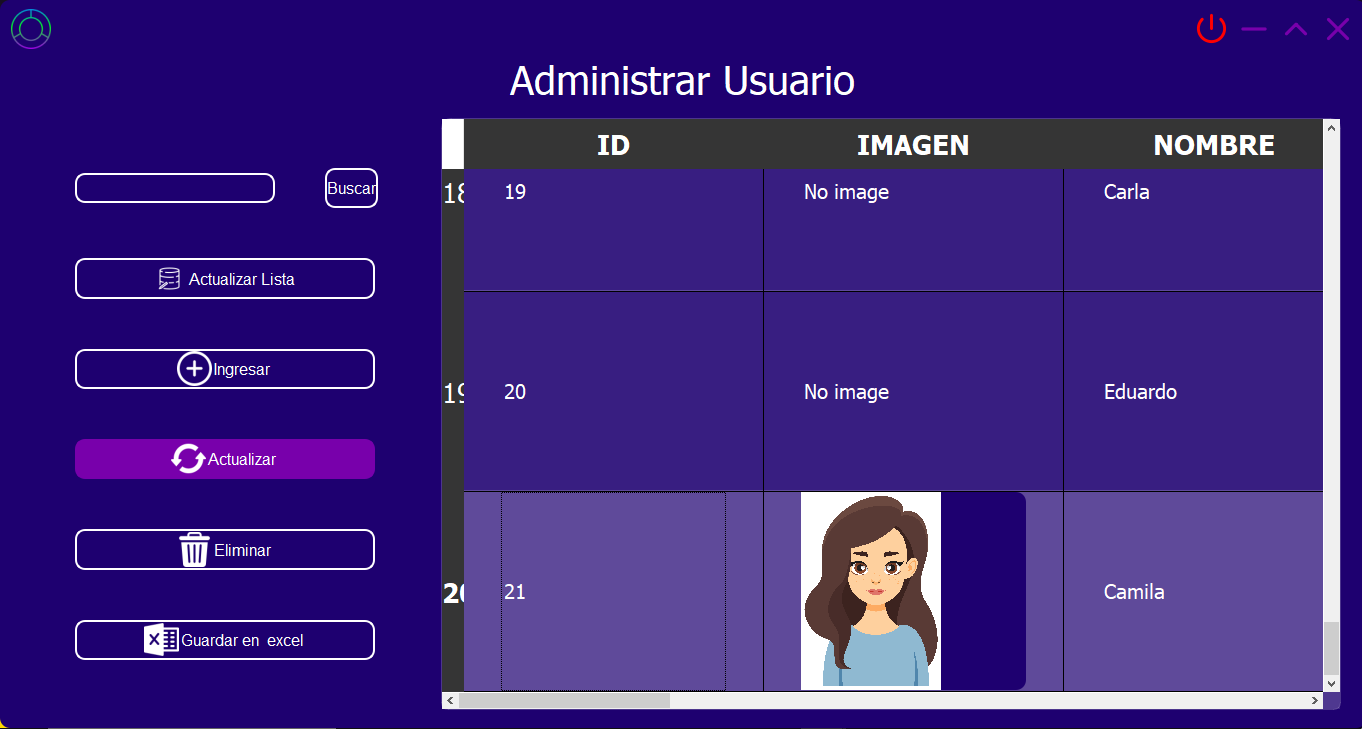 Administrar Usuario
ID IMAGEN NOMBRE
Buscar
18 19 No image Carla
Actualizar Lista
Ingresar
19 20 No image Eduardo
Actualizar
Eliminar
20 21 Camila
Guardar en excel